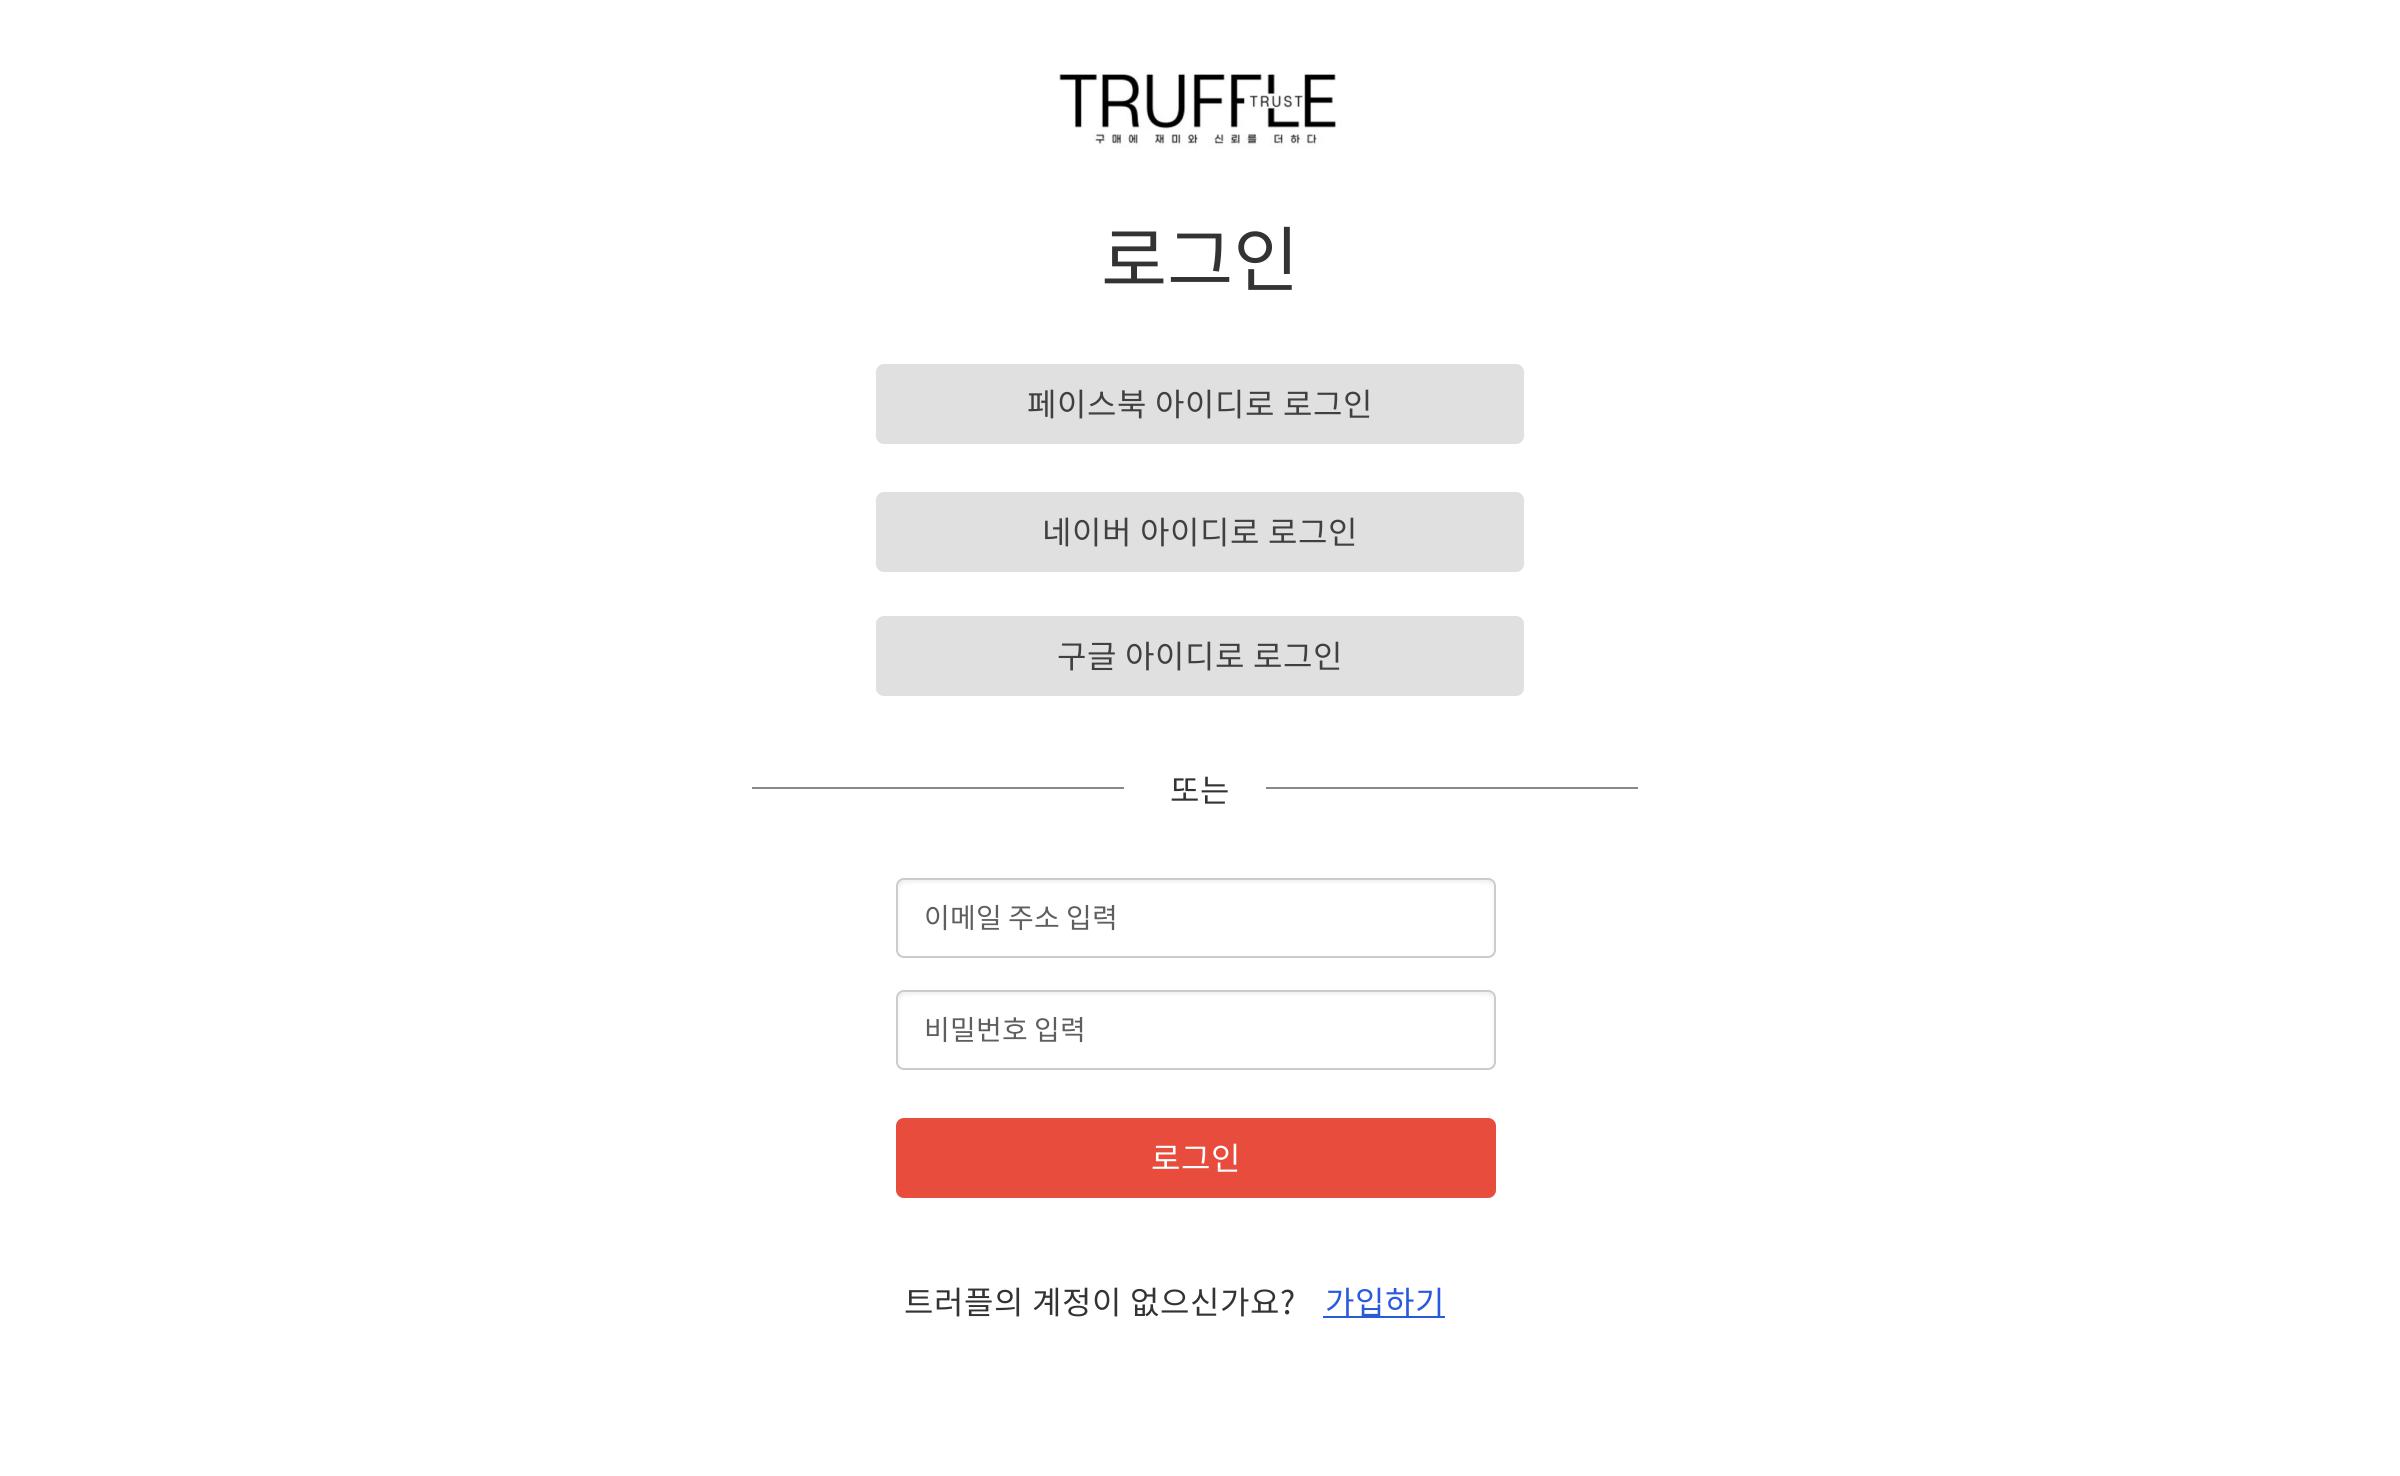 TRUFFLE
TRUST
구매에 재미와 신뢰를 더하다
로그인
페이스북 아이디로 로그인
네이버 아이디로 로그인
구글 아이디로 로그인
또는
이메일 주소 입력
비밀번호 입력
로그인
트러플의 계정이 없으신가요? 가입하기